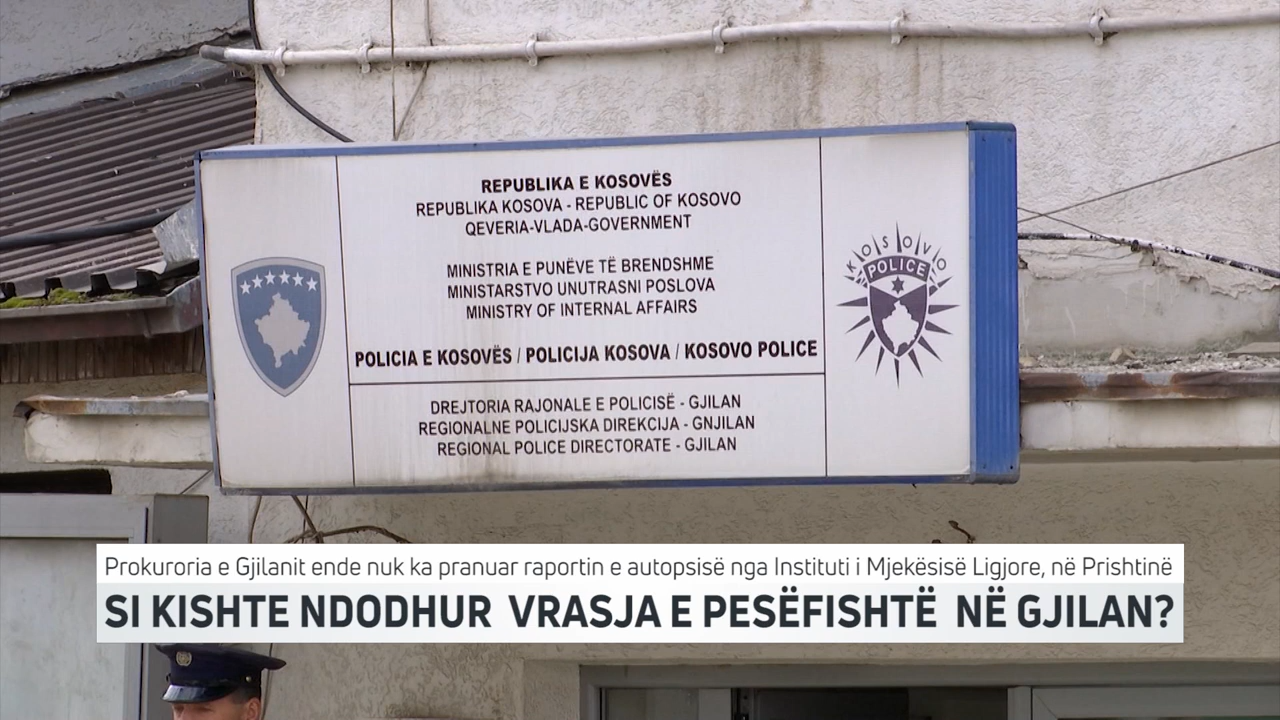 REPUBLIKA E KOSOVËS
REPUBLIKA KOSOVA - REPUBLIC OF KOSOVO
QEVERIA-VLADA-GOVERNMENT
MINISTRIA E PUNËVE TË BRENDSHME
MINISTARSTVO UNUTRASNI POSLOVA
MINISTRY OF INTERNAL AFFAIRS
POLICIA E KOSOVËS / POLICIJA KOSOVA / KOSOVO POLICE
DREJTORIA RAJONALE E POLICISË - GJILAN
REGIONALNE POLICIJSKA DIREKCIJA - GNJILAN
REGIONAL POLICE DIRECTORATE - GJILAN
KOSOVO
POLICE
Prokuroria e Gjilanit ende nuk ka pranuar raportin e autopsisë nga Instituti i Mjekësisë Ligjore, në Prishtinë
SI KISHTE NDODHUR VRASJA E PESËFISHTË NË GJILAN?